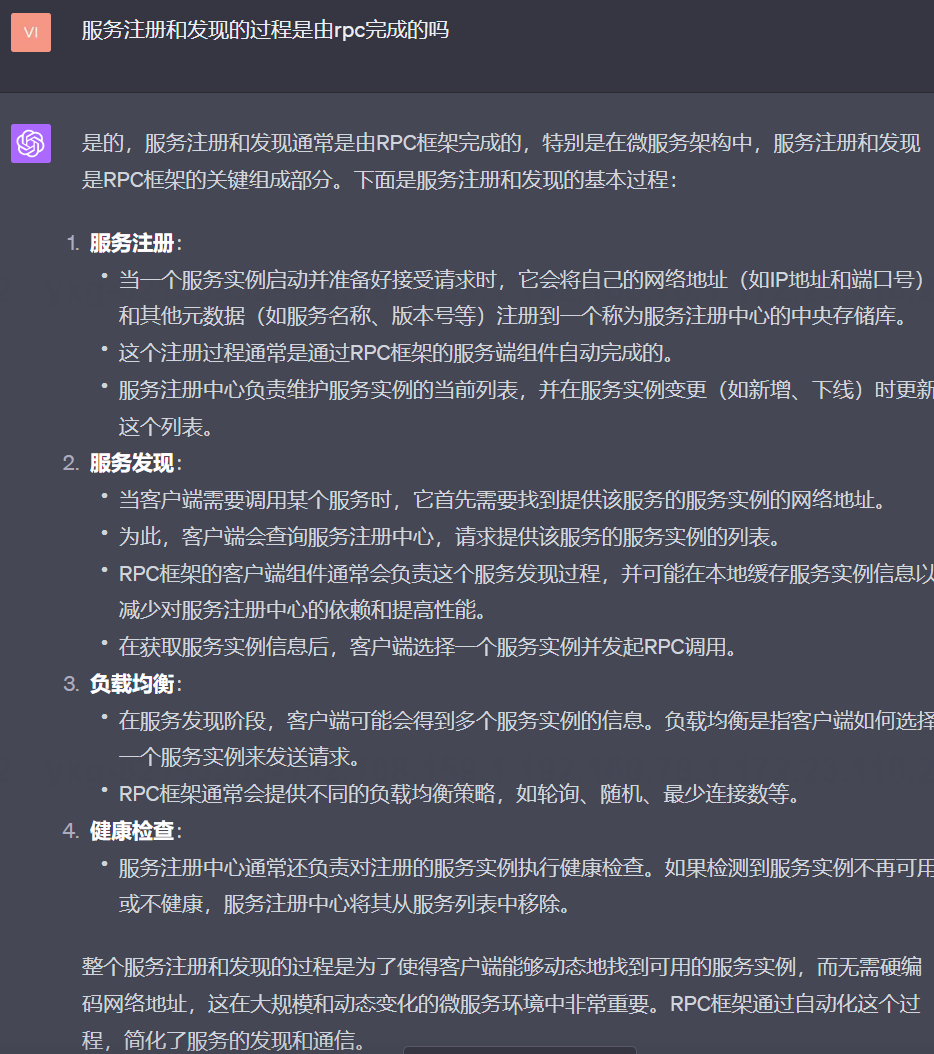 VI
服务注册和发现的过程是由rpc完成的吗
是的，服务注册和发现通常是由RPC框架完成的，特别是在微服务架构中，服务注册和发现
是RPC框架的关键组成部分。下面是服务注册和发现的基本过程：
1. 服务注册：
• 当一个服务实例启动并准备好接受请求时，它会将自己的网络地址（如IP地址和端口号）
和其他元数据（如服务名称、版本号等）注册到一个称为服务注册中心的中央存储库。
• 这个注册过程通常是通过RPC框架的服务端组件自动完成的。
• 服务注册中心负责维护服务实例的当前列表，并在服务实例变更（如新增、下线）时更新
这个列表。
2. 服务发现：
• 当客户端需要调用某个服务时，它首先需要找到提供该服务的服务实例的网络地址。
• 为此，客户端会查询服务注册中心，请求提供该服务的服务实例的列表。
• RPC框架的客户端组件通常会负责这个服务发现过程，并可能在本地缓存服务实例信息以
减少对服务注册中心的依赖和提高性能。
• 在获取服务实例信息后，客户端选择一个服务实例并发起RPC调用。
3. 负载均衡：
• 在服务发现阶段，客户端可能会得到多个服务实例的信息。负载均衡是指客户端如何选择
一个服务实例来发送请求。
• RPC框架通常会提供不同的负载均衡策略，如轮询、随机、最少连接数等。
4. 健康检查：
• 服务注册中心通常还负责对注册的服务实例执行健康检查。如果检测到服务实例不再可用
或不健康，服务注册中心将其从服务列表中移除。
整个服务注册和发现的过程是为了使得客户端能够动态地找到可用的服务实例，而无需硬编
码网络地址，这在大规模和动态变化的微服务环境中非常重要。RPC框架通过自动化这个过
程，简化了服务的发现和通信。